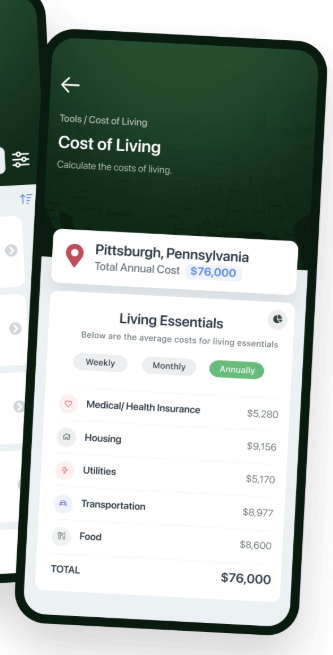 Tools / Cost of Living
Cost of Living
Calculate the costs of living.
Pittsburgh, Pennsylvania
Total Annual Cost $76,000
Living Essentials
Below are the average costs for living essentials
Weekly Monthly Annually
Medical/ Health Insurance $5,280
Housing $9,156
Utilities $5,170
Transportation $8,977
Food $8,600
TOTAL $76,000